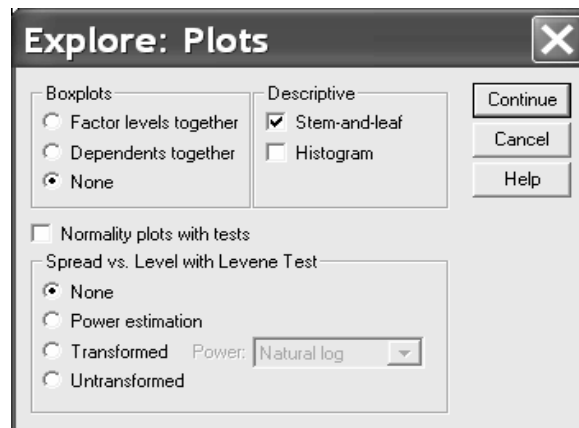 Explore: Plots
Boxplots
Factor levels together
Dependents together
None
Descriptive
Stem-and-leaf
Histogram
Continue
Cancel
Help
Normality plots with tests
Spread vs. Level with Levene Test
None
Power estimation
Transformed Power: Natural log
Untransformed